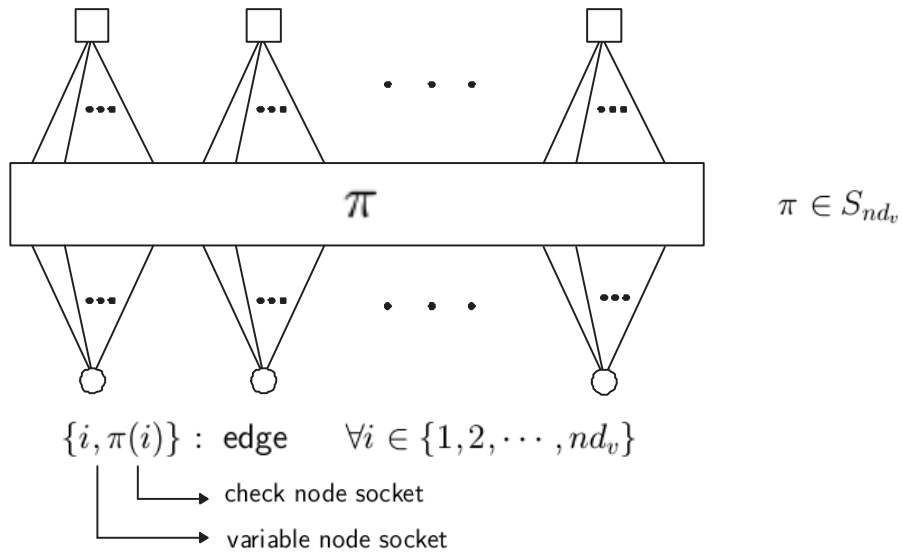 π
π ∈ S_{nd_v}
{i, π(i)} : edge ∀i ∈ {1, 2, ⋯ , nd_v}
check node socket
variable node socket